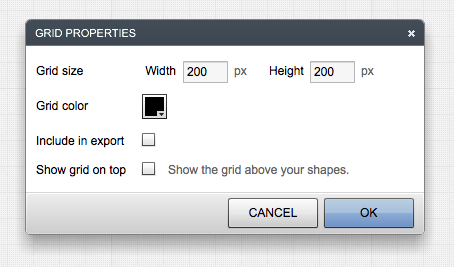 GRID PROPERTIES
Grid size Width 200 px Height 200 px
Grid color
Include in export
Show grid on top Show the grid above your shapes.
CANCEL OK